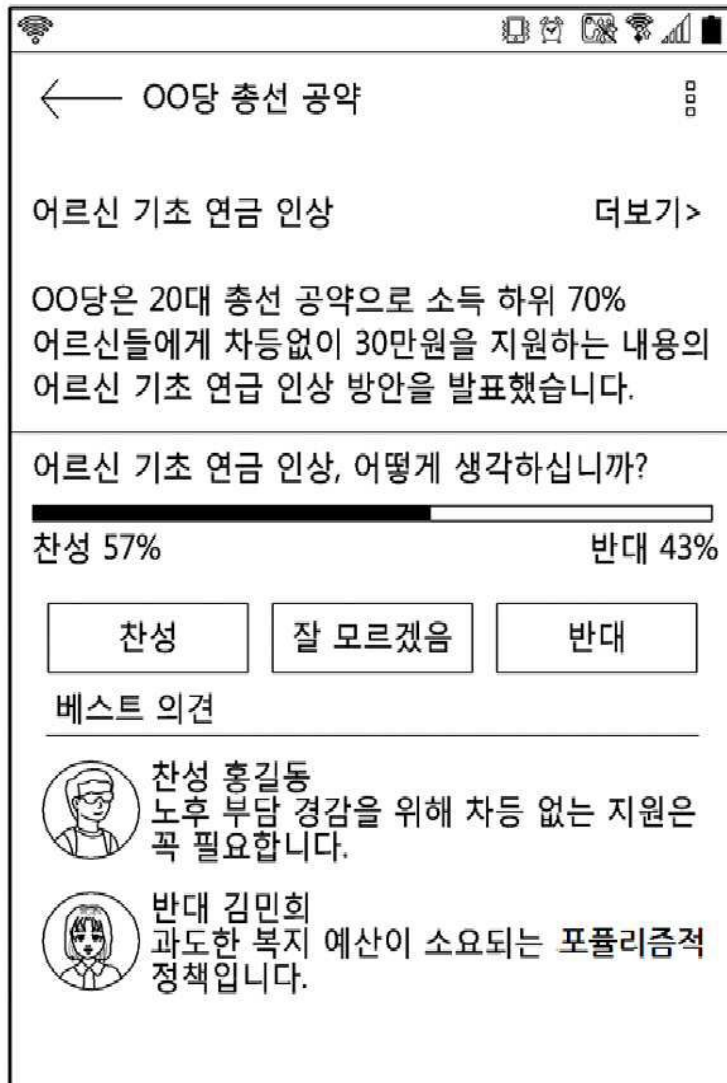 OO당 총선 공약
어르신 기초 연금 인상 더보기>
OO당은 20대 총선 공약으로 소득 하위 70%
어르신들에게 차등없이 30만원을 지원하는 내용의
어르신 기초 연급 인상 방안을 발표했습니다.
어르신 기초 연금 인상, 어떻게 생각하십니까?
찬성 57% 반대 43%
찬성 잘 모르겠음 반대
베스트 의견
찬성 홍길동
노후 부담 경감을 위해 차등 없는 지원은
꼭 필요합니다.
반대 김민희
과도한 복지 예산이 소요되는 포퓰리즘적
정책입니다.